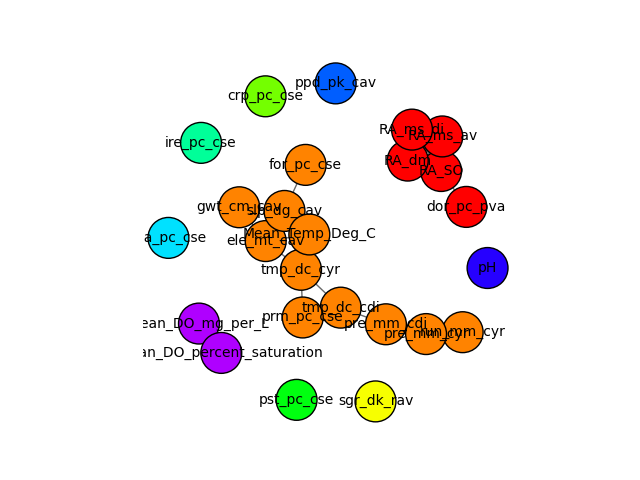 ppd_pk_cav
crp_pc_cse
RA_ms_di
RA_ms_av
ire_pc_cse
RA_dm
for_pc_cse
RA_SO
gwt_cm_cav
slp_dg_cav
dor_pc_pva
Mean_Temp_Deg_C
a_pc_cse
ele_mt_cav
pH
tmp_dc_cyr
tmp_dc_cdi
prm_pc_cse
ean_DO_mg_per_L
pre_mm_cdi
run_mm_cyr
pre_mm_cyr
an_DO_percent_saturation
pst_pc_cse
sgr_dk_rav